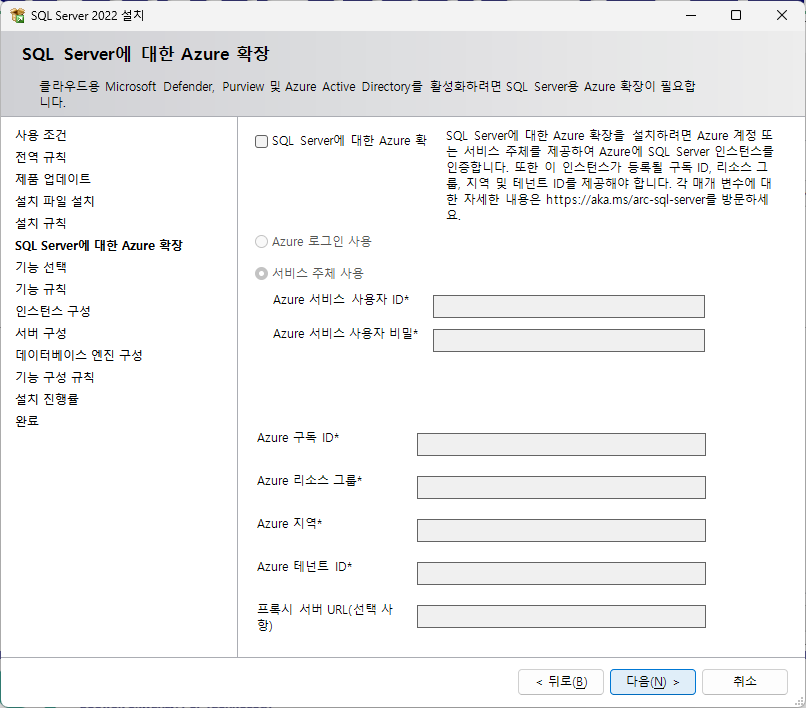 SQL Server 2022 설치
SQL Server에 대한 Azure 확장
클라우드용 Microsoft Defender, Purview 및 Azure Active Directory를 활성화하려면 SQL Server용 Azure 확장이 필요합
니다.
사용 조건
전역 규칙
제품 업데이트
설치 파일 설치
설치 규칙
SQL Server에 대한 Azure 확장
기능 선택
기능 규칙
인스턴스 구성
서버 구성
데이터베이스 엔진 구성
기능 구성 규칙
설치 진행률
완료
SQL Server에 대한 Azure 확
SQL Server에 대한 Azure 확장을 설치하려면 Azure 계정 또
는 서비스 주체를 제공하여 Azure에 SQL Server 인스턴스를
인증합니다. 또한 이 인스턴스가 등록될 구독 ID, 리소스 그
룹, 지역 및 테넌트 ID를 제공해야 합니다. 각 매개 변수에 대
한 자세한 내용은 https://aka.ms/arc-sql-server를 방문하세
요.
Azure 로그인 사용
서비스 주체 사용
Azure 서비스 사용자 ID*
Azure 서비스 사용자 비밀*
Azure 구독 ID*
Azure 리소스 그룹*
Azure 지역*
Azure 테넌트 ID*
프록시 서버 URL(선택 사
항)
< 뒤로(B)
다음(N) >
취소